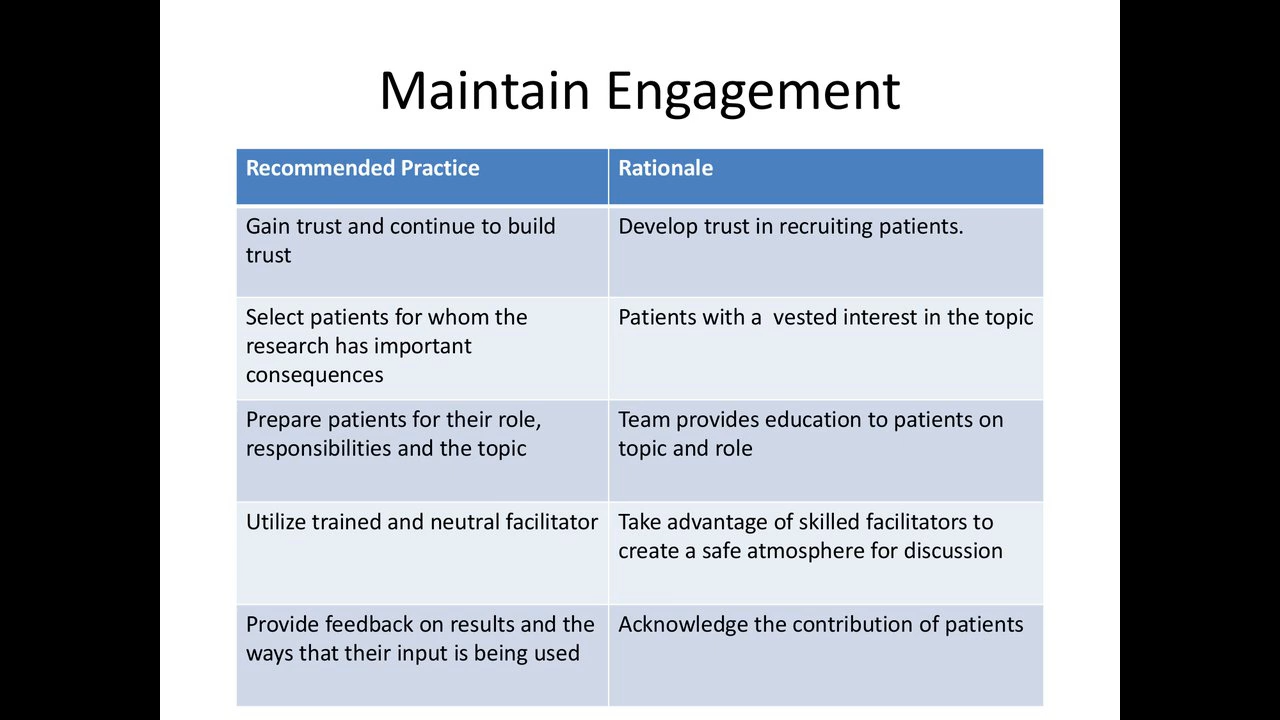 Maintain Engagement
Recommended Practice
Rationale
Gain trust and continue to build
trust
Develop trust in recruiting patients.
Select patients for whom the
research has important
consequences
Patients with a  vested interest in the topic
Prepare patients for their role,
responsibilities and the topic
Team provides education to patients on
topic and role
Utilize trained and neutral facilitator
Take advantage of skilled facilitators to
create a safe atmosphere for discussion
Provide feedback on results and the
ways that their input is being used
Acknowledge the contribution of patients